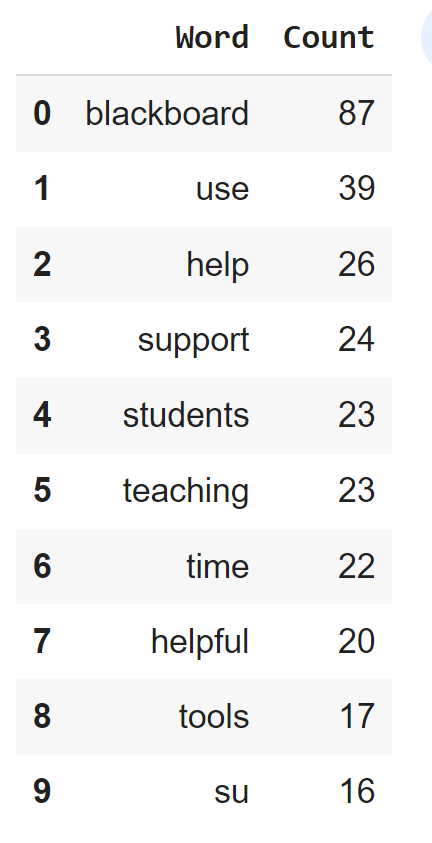 Word Count
0 blackboard 87
1 use 39
2 help 26
3 support 24
4 students 23
5 teaching 23
6 time 22
7 helpful 20
8 tools 17
9 su 16